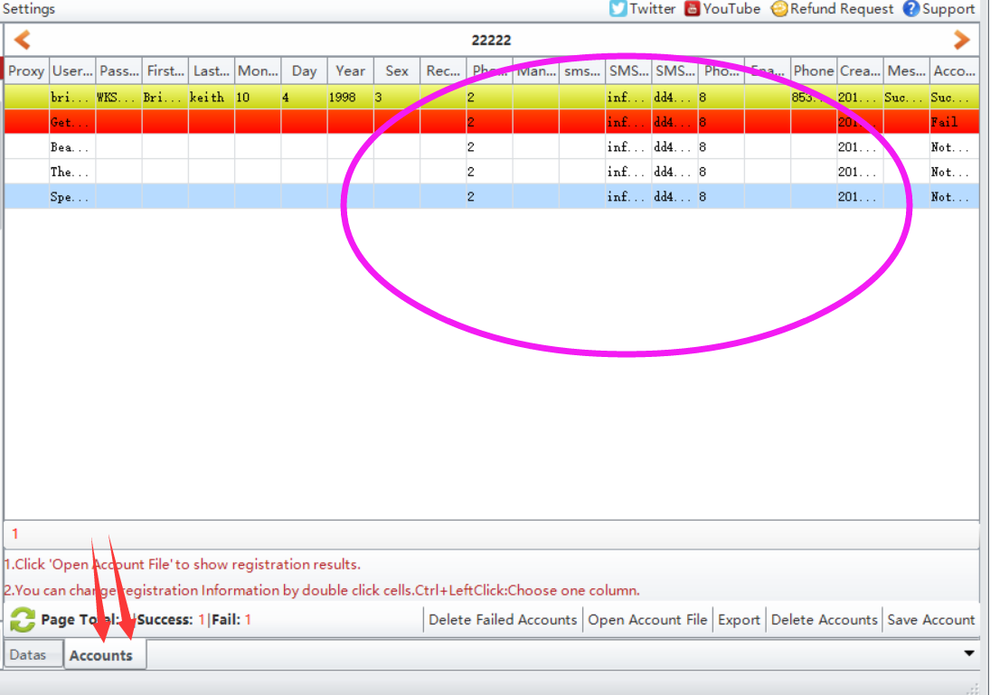 Settings Twitter YouTube Refund Request Support
22222
Proxy User... Pass... First... Last... Mon... Day Year Sex Rec... Pho... Man... sms... SMS... SMS... Pho... Ena... Phone Crea... Mes... Acco...
bri... WKS... Bri... keith 10 4 1998 3 2 inf... dd4... 8 853... 201... Suc... Suc...
Get... 2 inf... dd4... 8 201... Fail
Bea... 2 inf... dd4... 8 201... Not...
The... 2 inf... dd4... 8 201... Not...
Spe... 2 inf... dd4... 8 201... Not...
1
1.Click 'Open Account File' to show registration results.
2.You can change registration Information by double click cells.Ctrl+LeftClick:Choose one column.
Page Total: |Success: 1|Fail: 1 Delete Failed Accounts Open Account File Export Delete Accounts Save Account
Datas Accounts